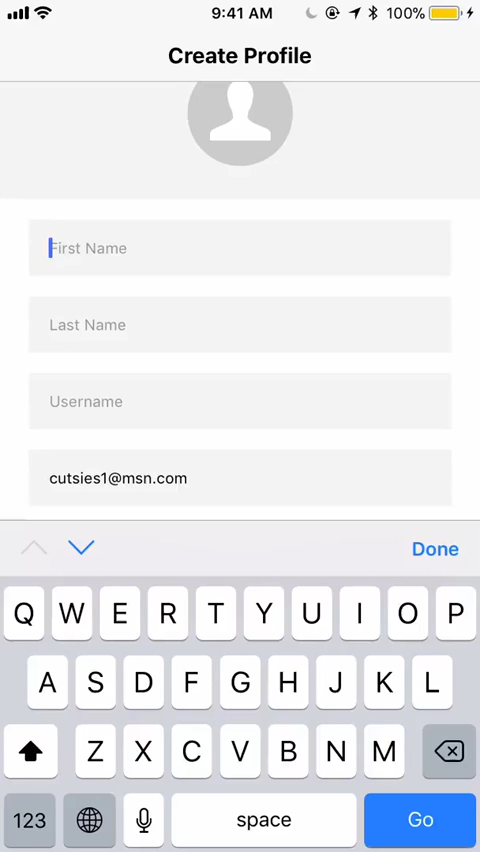 9:41 AM 100%
Create Profile
First Name
Last Name
Username
cutsies1@msn.com
Done
Q W E R T Y U I O P
A S D F G H J K L
Z X C V B N M
123 space Go